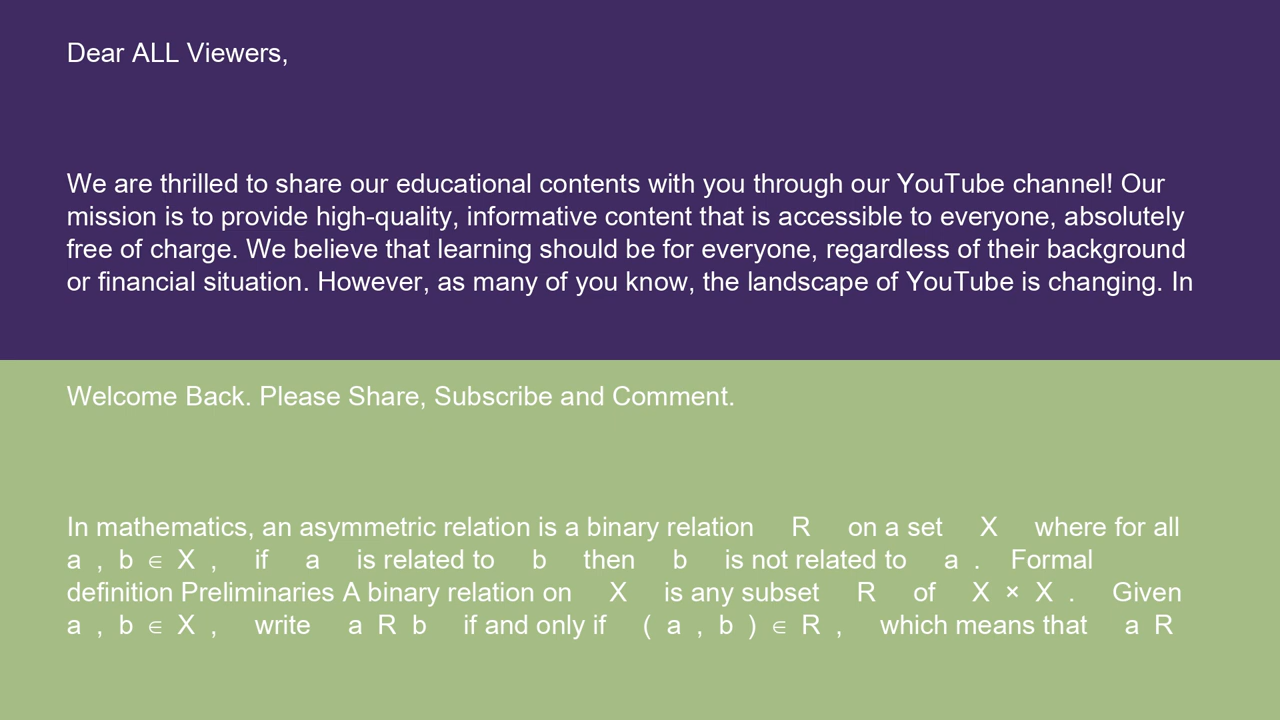 Dear ALL Viewers,
We are thrilled to share our educational contents with you through our YouTube channel! Our
mission is to provide high-quality, informative content that is accessible to everyone, absolutely
free of charge. We believe that learning should be for everyone, regardless of their background
or financial situation. However, as many of you know, the landscape of YouTube is changing. In
Welcome Back. Please Share, Subscribe and Comment.
In mathematics, an asymmetric relation is a binary relation R on a set X where for all
a , b ∈ X , if a is related to b then b is not related to a . Formal
definition Preliminaries A binary relation on X is any subset R of X × X . Given
a , b ∈ X , write a R b if and only if ( a , b ) ∈ R , which means that a R